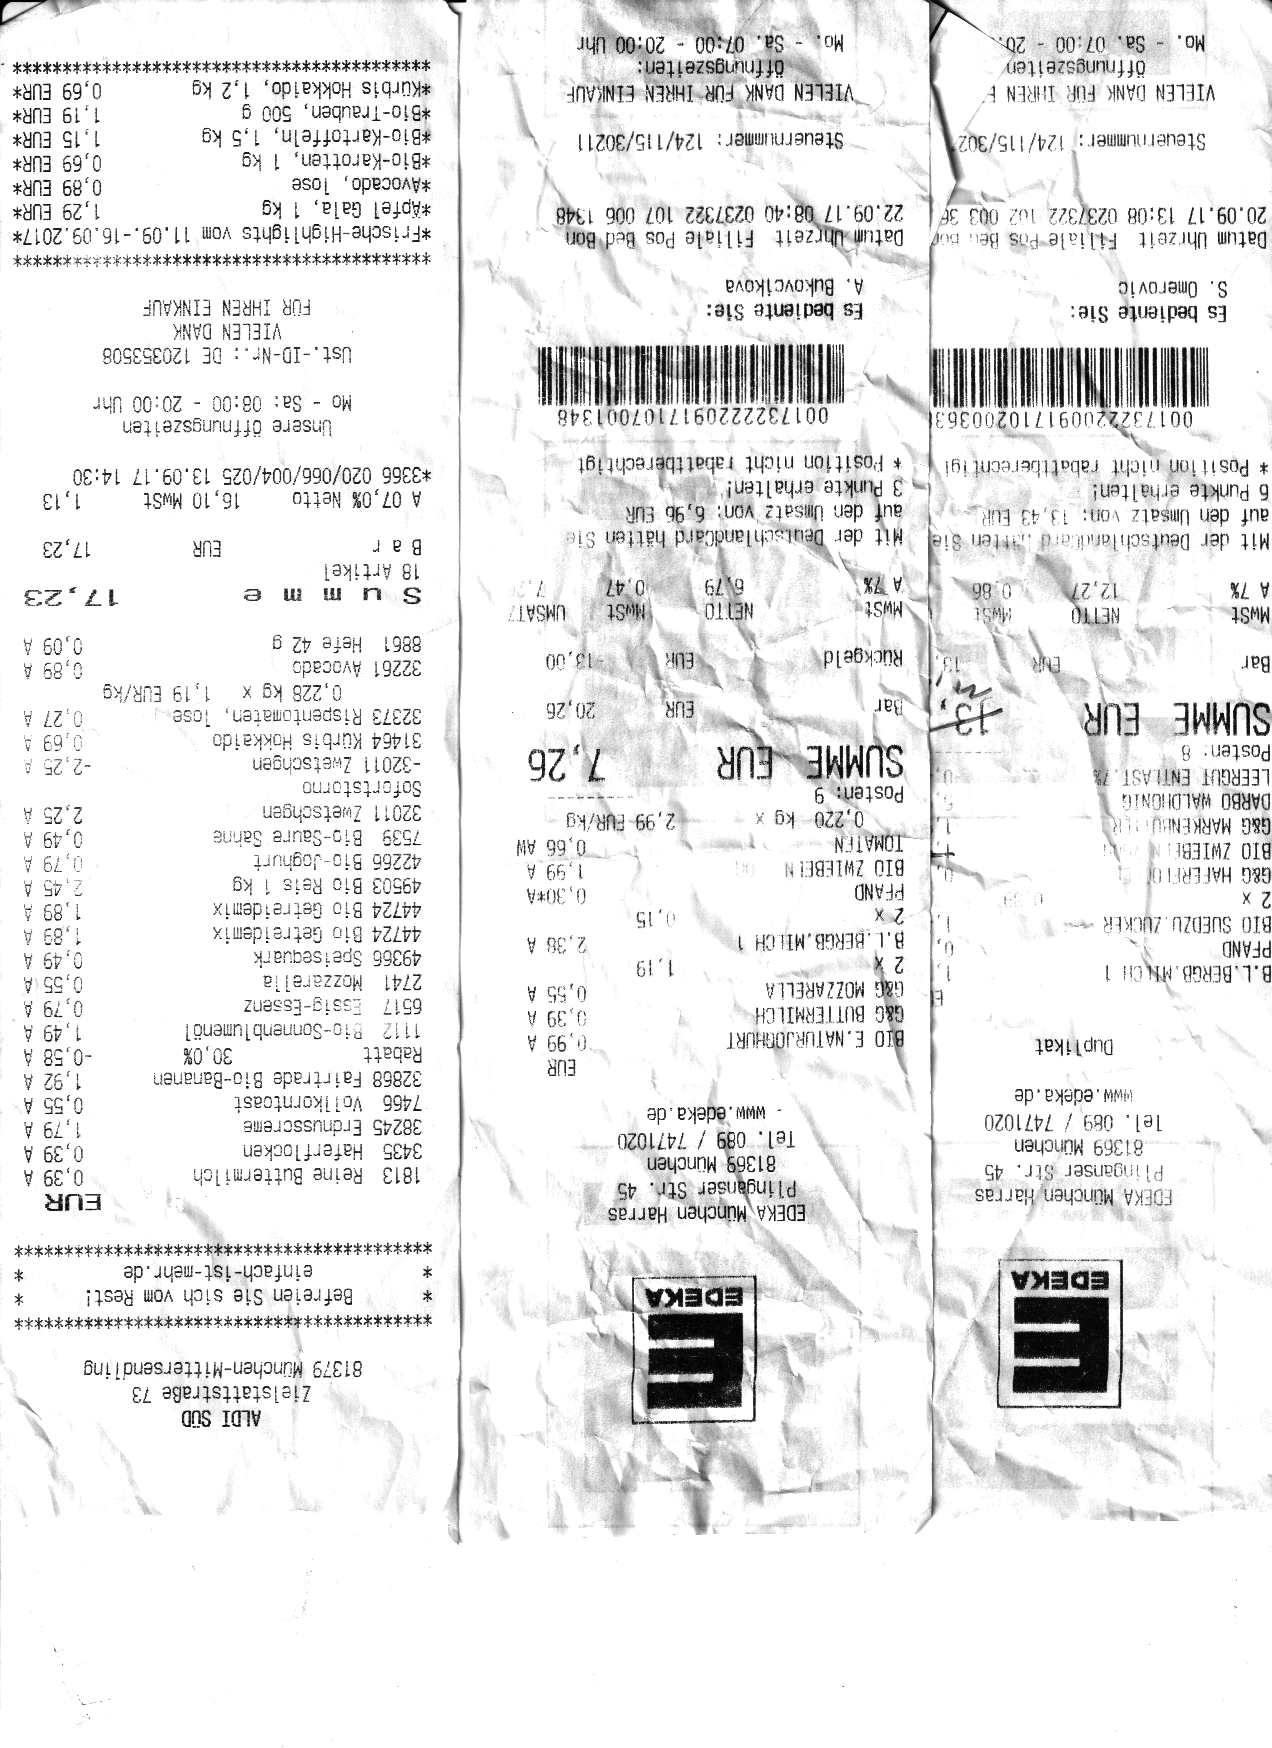 EDEKA
EDEKA München Harras
Plinganser Str. 45
81369 München
Tel. 089 / 7471020
www.edeka.de
Duplikat
E
B.L. BERGB.MILCH 1 1,
PFAND 0,
BIO SUEDZU.ZUCKER 1,
2 x 0,39
G&G HAFERFLO 0,
BIO ZWIEBE
G&G MARKENBUTTER 1,
DARBO WALDHONIG 5,
LEERGUT ENTLAST.7% -0,
Posten: 8
SUMME EUR 13,
Bar EUR 13,
MwSt NETTO MwSt
A 7% 12,27 0,86
Mit der DeutschlandCard hätten Sie
auf den Umsatz von: 13,43 EUR
6 Punkte erhalten!
* Position nicht rabattberechtigt
Es bediente Sie:
S. Omerovic
Datum Uhrzeit Filiale Pos Bed Bon
20.09.17 13:08 0237322 102 003 36
Steuernummer: 124/115/302
VIELEN DANK FÜR IHREN E
Öffnungszeiten
Mo. - Sa. 07:00 - 20:
EDEKA
EDEKA München Harras
Plinganser Str. 45
81369 München
Tel. 089 / 7471020
- www.edeka.de
EUR
BIO E.NATURJOGHURT 0,99 A
G&G BUTTERMILCH 0,39 A
G&G MOZZARELLA 0,55 A
2 x 1,19
B.L.BERGB.MILCH 1 2,38 A
2 x 0,15
PFAND 0,30*A
BIO ZWIEBELN 1,99 A
TOMATEN 0,66 AW
0,220 kg x 2,99 EUR/kg
Posten: 9
SUMME EUR 7,26
Bar EUR 20,26
Rückgeld EUR -13,00
MwSt NETTO MwSt UMSATZ
A 7% 6,79 0,47 7,2
Mit der DeutschlandCard hätten Sie
auf den Umsatz von: 6,96 EUR
3 Punkte erhalten!
* Position nicht rabattberechtigt
00173222220917107001348
Es bediente Sie:
A. Bukovcikova
Datum Uhrzeit Filiale Pos Bed Bon
22.09.17 08:40 0237322 107 006 1348
Steuernummer: 124/115/30211
VIELEN DANK FÜR IHREN EINKAUF
Öffnungszeiten:
Mo. - Sa. 07:00 - 20:00 Uhr
ALDI SÜD
Zielstattstraße 73
81379 München-Mittersendling
******************************************
* Befreien Sie sich vom Rest! *
* einfach-ist-mehr.de *
******************************************
EUR
1813 Reine Buttermilch 0,39 A
3435 Haferflocken 0,39 A
38245 Erdnusscreme 1,79 A
7466 Vollkorntoast 0,55 A
32868 Fairtrade Bio-Bananen 1,92 A
Rabatt 30,0% -0,58 A
1112 Bio-Sonnenblumenöl 1,49 A
6517 Essig-Essenz 0,79 A
2741 Mozzarella 0,55 A
49366 Speisequark 0,49 A
44724 Bio Getreidemix 1,89 A
44724 Bio Getreidemix 1,89 A
49503 Bio Reis 1 kg 2,45 A
42266 Bio-Joghurt 0,79 A
7539 Bio-Saure Sahne 0,49 A
32011 Zwetschgen 2,25 A
Sofortstorno
-32011 Zwetschgen -2,25 A
31464 Kürbis Hokkaido 0,69 A
32373 Rispentomaten, lose 0,27 A
0,228 kg x 1,19 EUR/kg
32261 Avocado 0,89 A
8861 Hefe 42 g 0,09 A
S u m m e 17,23
18 Artikel
B a r EUR 17,23
A 07,0% Netto 16,10 MwSt 1,13
*3366 020/066/004/025 13.09.17 14:30
Unsere Öffnungszeiten
Mo - Sa: 08:00 - 20:00 Uhr
Ust.-ID-Nr.: DE 120353508
VIELEN DANK
FÜR IHREN EINKAUF
******************************************
*Frische-Highlights vom 11.09.-16.09.2017*
*Äpfel Gala, 1 kg 1,29 EUR*
*Avocado, lose 0,89 EUR*
*Bio-Karotten, 1 kg 0,69 EUR*
*Bio-Kartoffeln, 1,5 kg 1,15 EUR*
*Bio-Trauben, 500 g 1,19 EUR*
*Kürbis Hokkaido, 1,2 kg 0,69 EUR*
******************************************